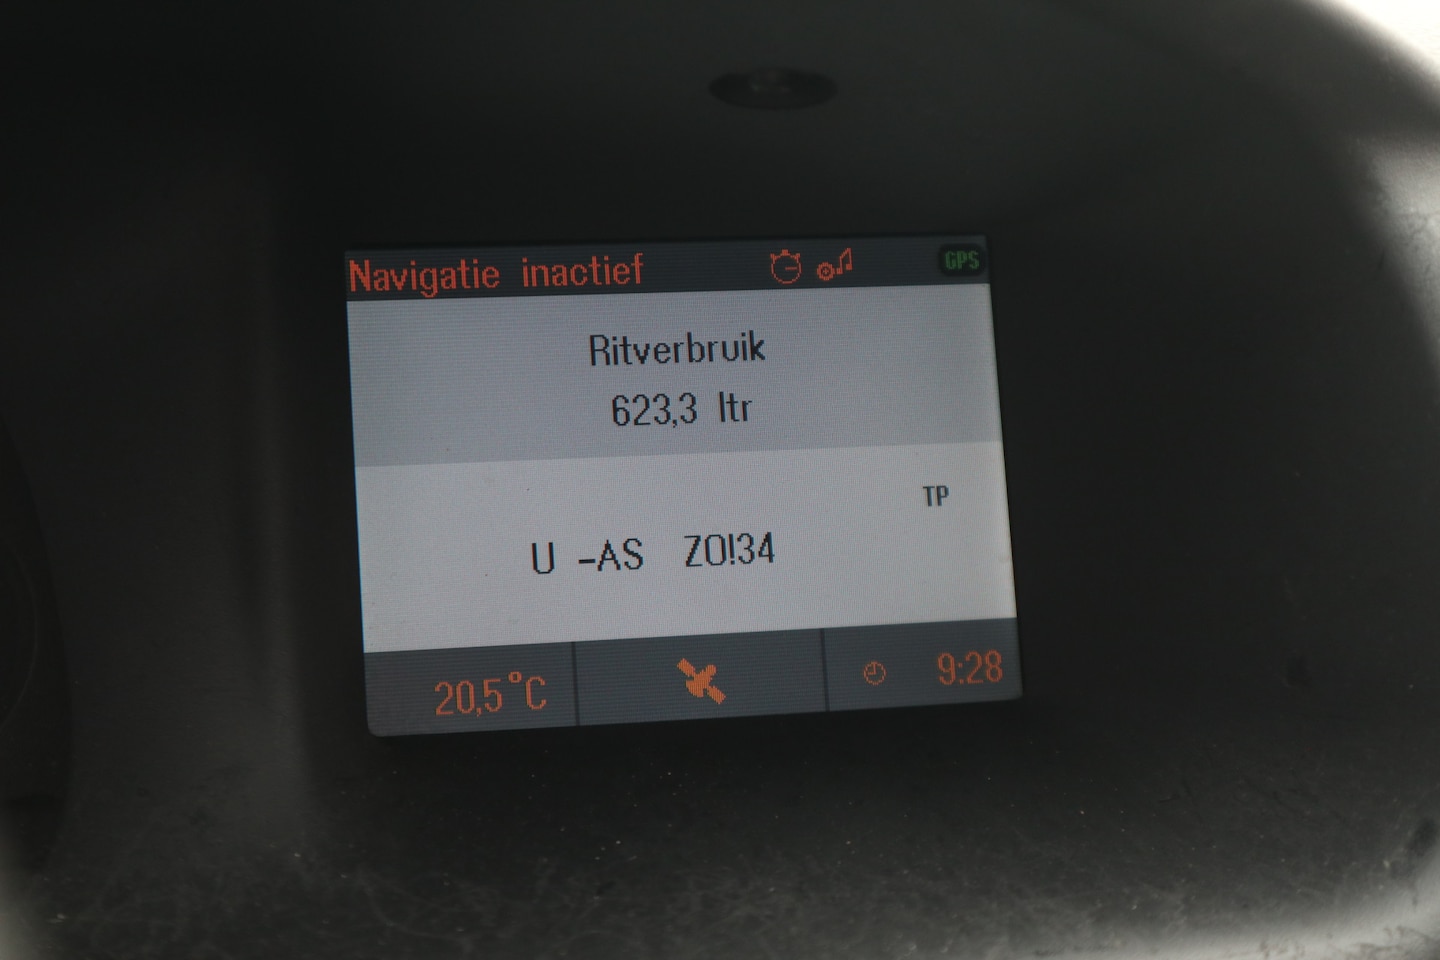 Navigatie inactief
GPS
Ritverbruik
623,3 ltr
TP
U -AS ZO!34
20,5°C
9:28